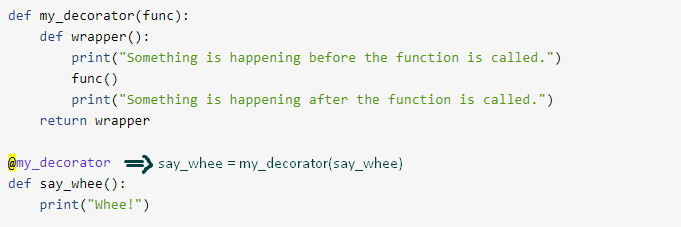 def my_decorator(func):
    def wrapper():
        print("Something is happening before the function is called.")
        func()
        print("Something is happening after the function is called.")
    return wrapper
@my_decorator ⟹ say_whee = my_decorator(say_whee)
def say_whee():
    print("Whee!")